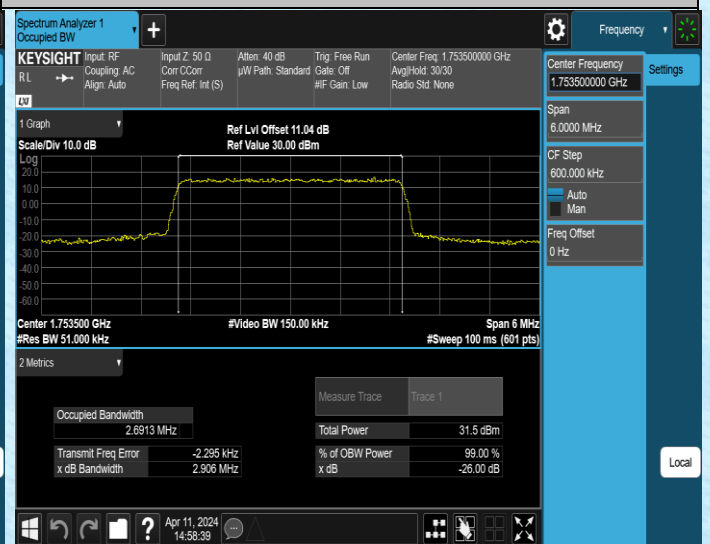 Spectrum Analyzer 1
Occupied BW
+
Frequency
KEYSIGHT
Input: RF
Input Z: 50 Ω
Atten: 40 dB
Trig: Free Run
Center Freq: 1.753500000 GHz
RL
Coupling: AC
Corr CCorr
µW Path: Standard
Gate: Off
Avg|Hold: 30/30
Align: Auto
Freq Ref: Int (S)
#IF Gain: Low
Radio Std: None
LXI
Center Frequency
1.753500000 GHz
Settings
Span
6.0000 MHz
CF Step
600.000 kHz
Auto
Man
Freq Offset
0 Hz
1 Graph
Ref Lvl Offset 11.04 dB
Scale/Div 10.0 dB
Ref Value 30.00 dBm
Log
20.0
10.0
0.00
-10.0
-20.0
-30.0
-40.0
-50.0
-60.0
Center 1.753500 GHz
#Video BW 150.00 kHz
Span 6 MHz
#Res BW 51.000 kHz
#Sweep 100 ms (601 pts)
2 Metrics
Measure Trace
Trace 1
Occupied Bandwidth
2.6913 MHz
Total Power
31.5 dBm
Transmit Freq Error
-2.295 kHz
% of OBW Power
99.00 %
x dB Bandwidth
2.906 MHz
x dB
-26.00 dB
Local
?
Apr 11, 2024
14:58:39